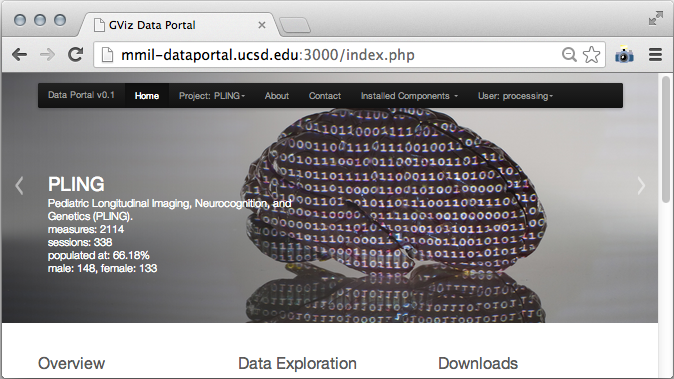 GViz Data Portal
mmil-dataportal.ucsd.edu:3000/index.php
Data Portal v0.1 Home Project: PLING About Contact Installed Components User: processing
PLING
Pediatric Longitudinal Imaging, Neurocognition, and
Genetics (PLING).
measures: 2114
sessions: 338
populated at: 66.18%
male: 148, female: 133
Overview Data Exploration Downloads